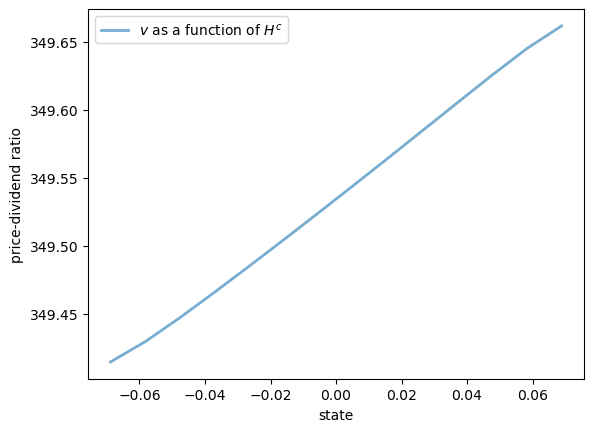 v as a function of H^c
price-dividend ratio
349.65
349.60
349.55
349.50
349.45
−0.06 −0.04 −0.02 0.00 0.02 0.04 0.06
state